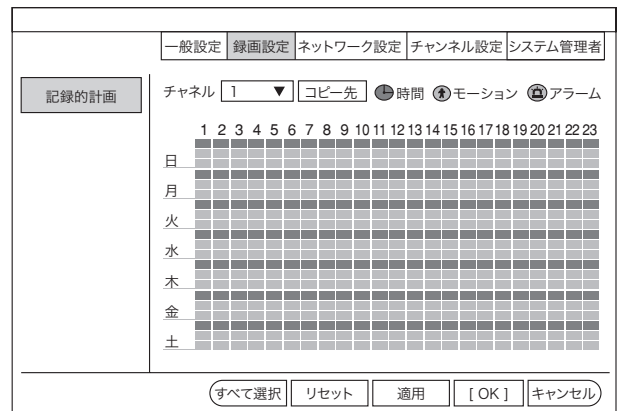 一般設定 録画設定 ネットワーク設定 チャンネル設定 システム管理者
記録的計画
チャネル 1 ▼ コピー先 時間 モーション アラーム
1 2 3 4 5 6 7 8 9 10 11 12 13 14 15 16 17 18 19 20 21 22 23
日
月
火
水
木
金
土
すべて選択 リセット 適用 [ OK ] キャンセル